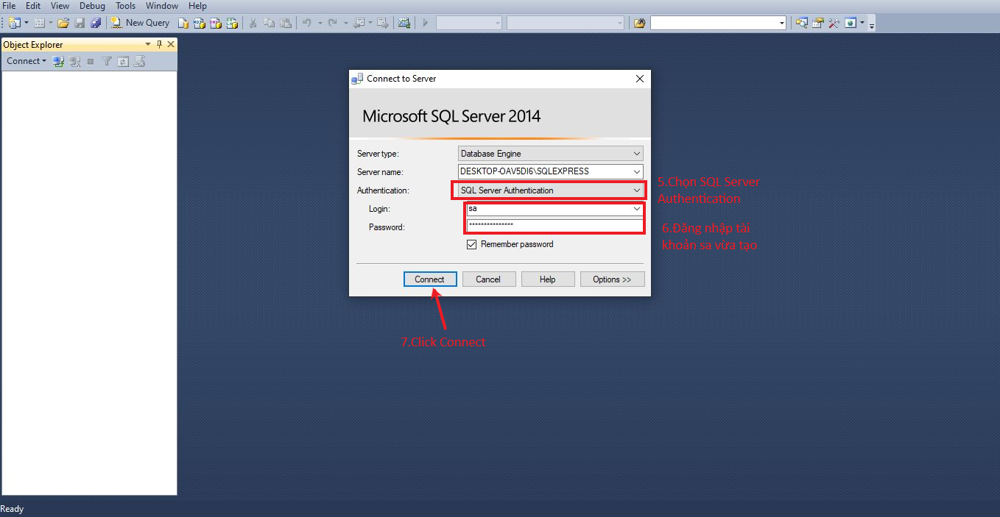 File Edit View Debug Tools Window Help
New Query
Object Explorer
Connect
Connect to Server
Microsoft SQL Server 2014
Server type: Database Engine
Server name: DESKTOP-OAV5DI6\SQLEXPRESS
Authentication: SQL Server Authentication
Login: sa
Password: ***************
Remember password
Connect Cancel Help Options >>
5.Chọn SQL Server
Authentication
6.Đăng nhập tài
khoản sa vừa tạo
7.Click Connect
Ready